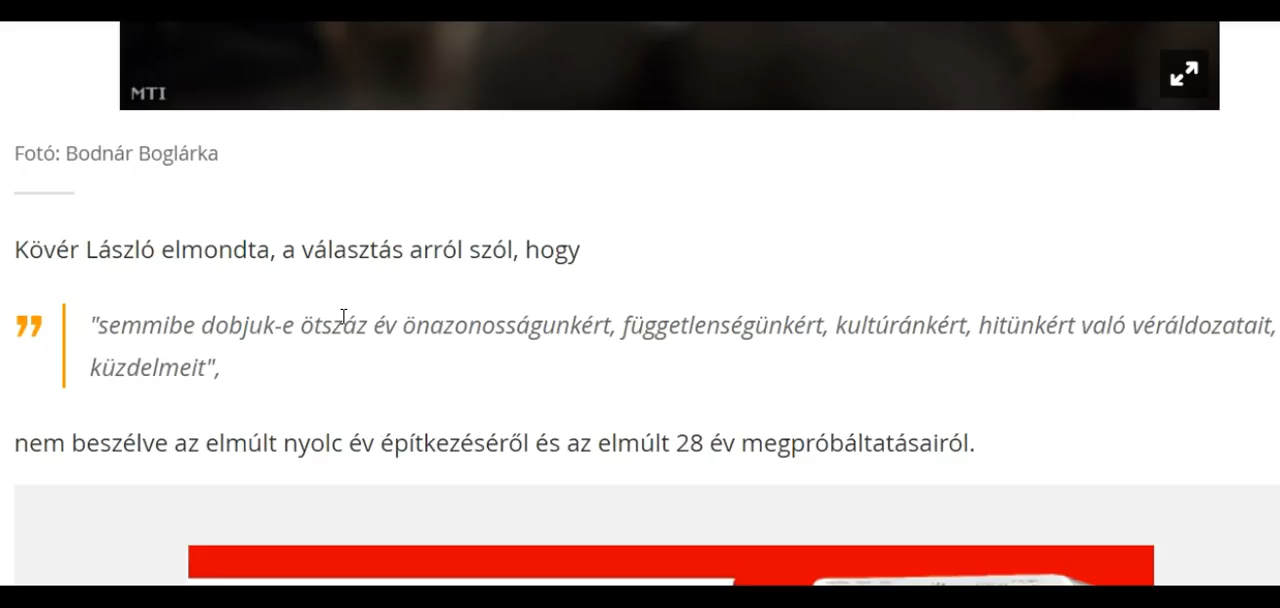 MTI
Fotó: Bodnár Boglárka
Kövér László elmondta, a választás arról szól, hogy
"semmibe dobjuk-e ötszáz év önazonosságunkért, függetlenségünkért, kultúránkért, hitünkért való véráldozatait,
küzdelmeit",
nem beszélve az elmúlt nyolc év építkezéséről és az elmúlt 28 év megpróbáltatásairól.